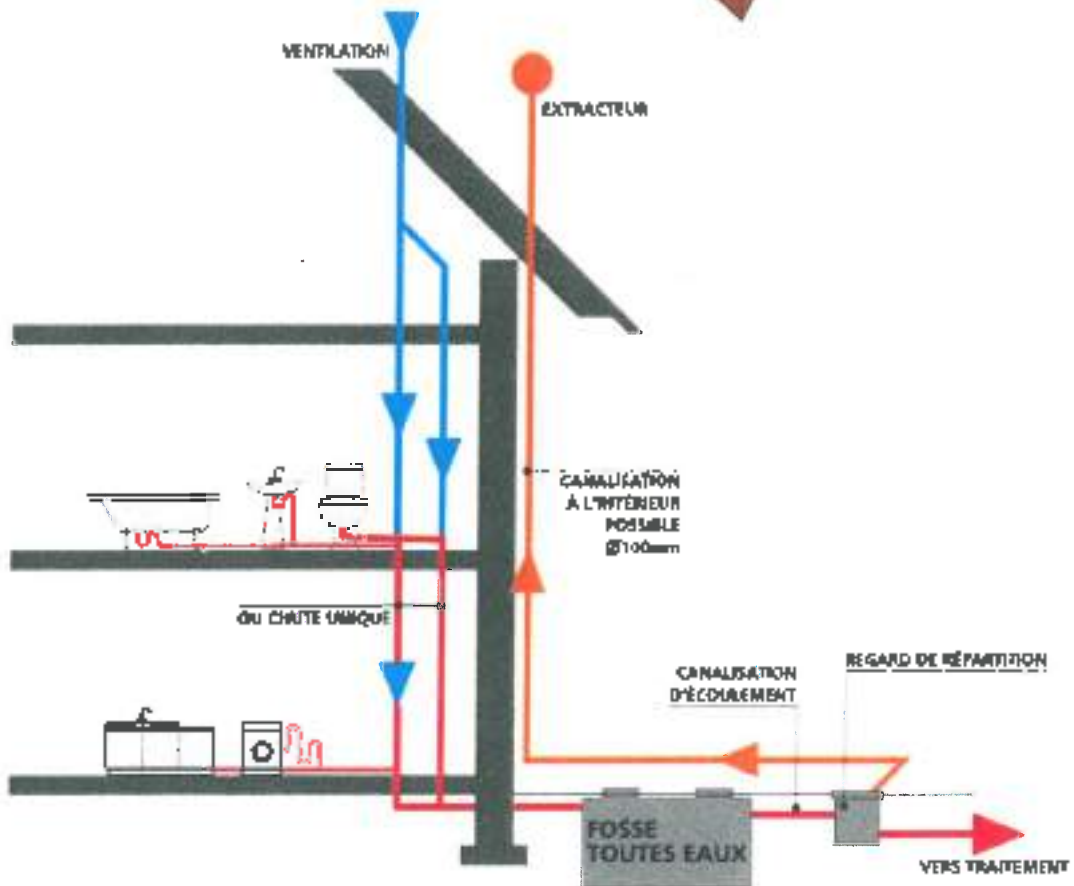 VENTILATION
EXTRACTEUR
CANALISATION
À L'INTÉRIEUR
POSSIBLE
Ø100mm
OU CHUTE UNIQUE
CANALISATION
D'ÉCOULEMENT
REGARD DE RÉPARTITION
FOSSE
TOUTES EAUX
VERS TRAITEMENT